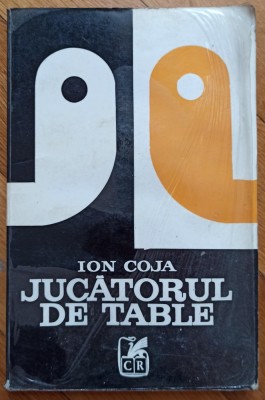 ION COJA
JUCĂTORUL
DE TABLE
CR